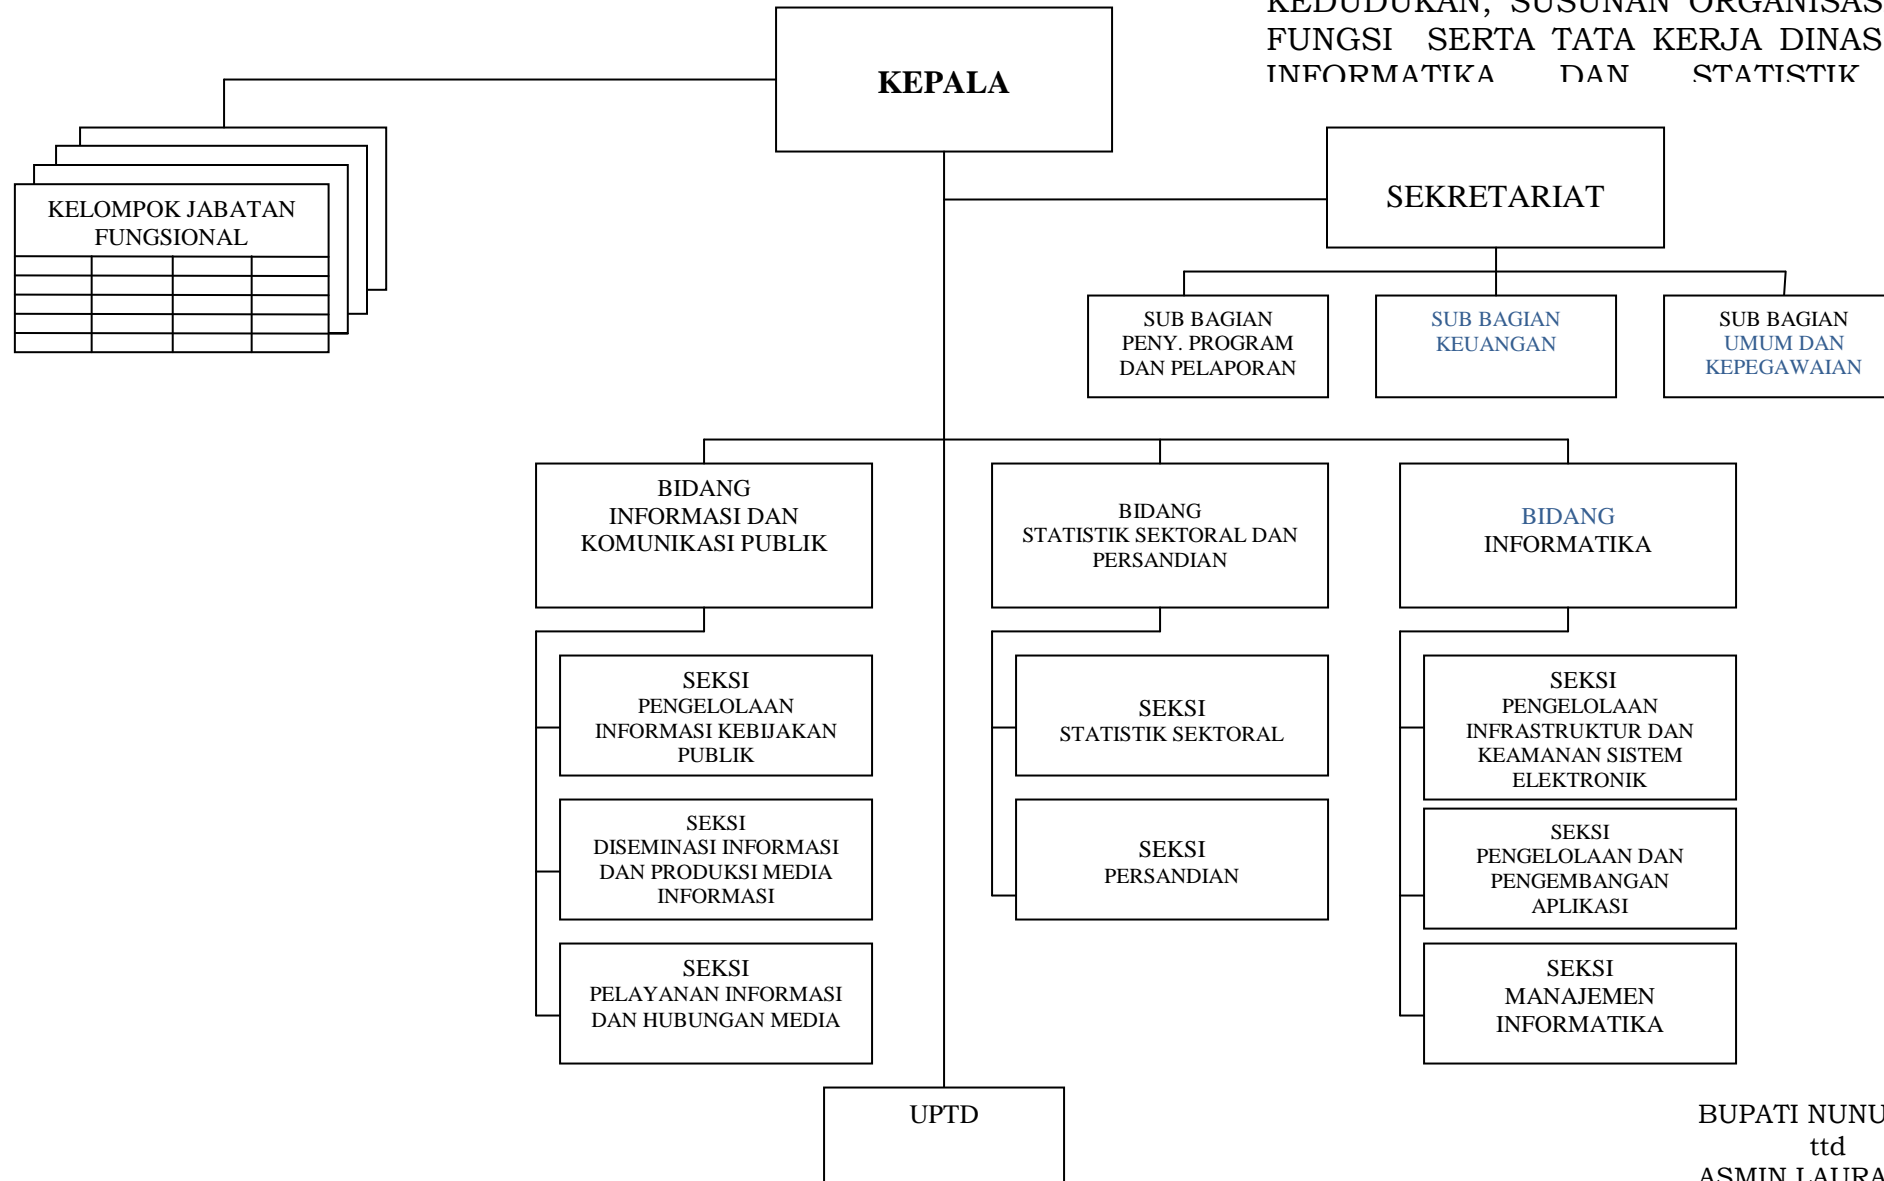 KEDUDUKAN, SUSUNAN ORGANISAS
FUNGSI SERTA TATA KERJA DINAS
INFORMATIKA DAN STATISTIK
KEPALA
KELOMPOK JABATAN
FUNGSIONAL
SEKRETARIAT
SUB BAGIAN
PENY. PROGRAM
DAN PELAPORAN
SUB BAGIAN
KEUANGAN
SUB BAGIAN
UMUM DAN
KEPEGAWAIAN
BIDANG
INFORMASI DAN
KOMUNIKASI PUBLIK
BIDANG
STATISTIK SEKTORAL DAN
PERSANDIAN
BIDANG
INFORMATIKA
SEKSI
PENGELOLAAN
INFORMASI KEBIJAKAN
PUBLIK
SEKSI
DISEMINASI INFORMASI
DAN PRODUKSI MEDIA
INFORMASI
SEKSI
PELAYANAN INFORMASI
DAN HUBUNGAN MEDIA
SEKSI
STATISTIK SEKTORAL
SEKSI
PERSANDIAN
SEKSI
PENGELOLAAN
INFRASTRUKTUR DAN
KEAMANAN SISTEM
ELEKTRONIK
SEKSI
PENGELOLAAN DAN
PENGEMBANGAN
APLIKASI
SEKSI
MANAJEMEN
INFORMATIKA
UPTD
BUPATI NUNU
ttd
ASMIN LAURA